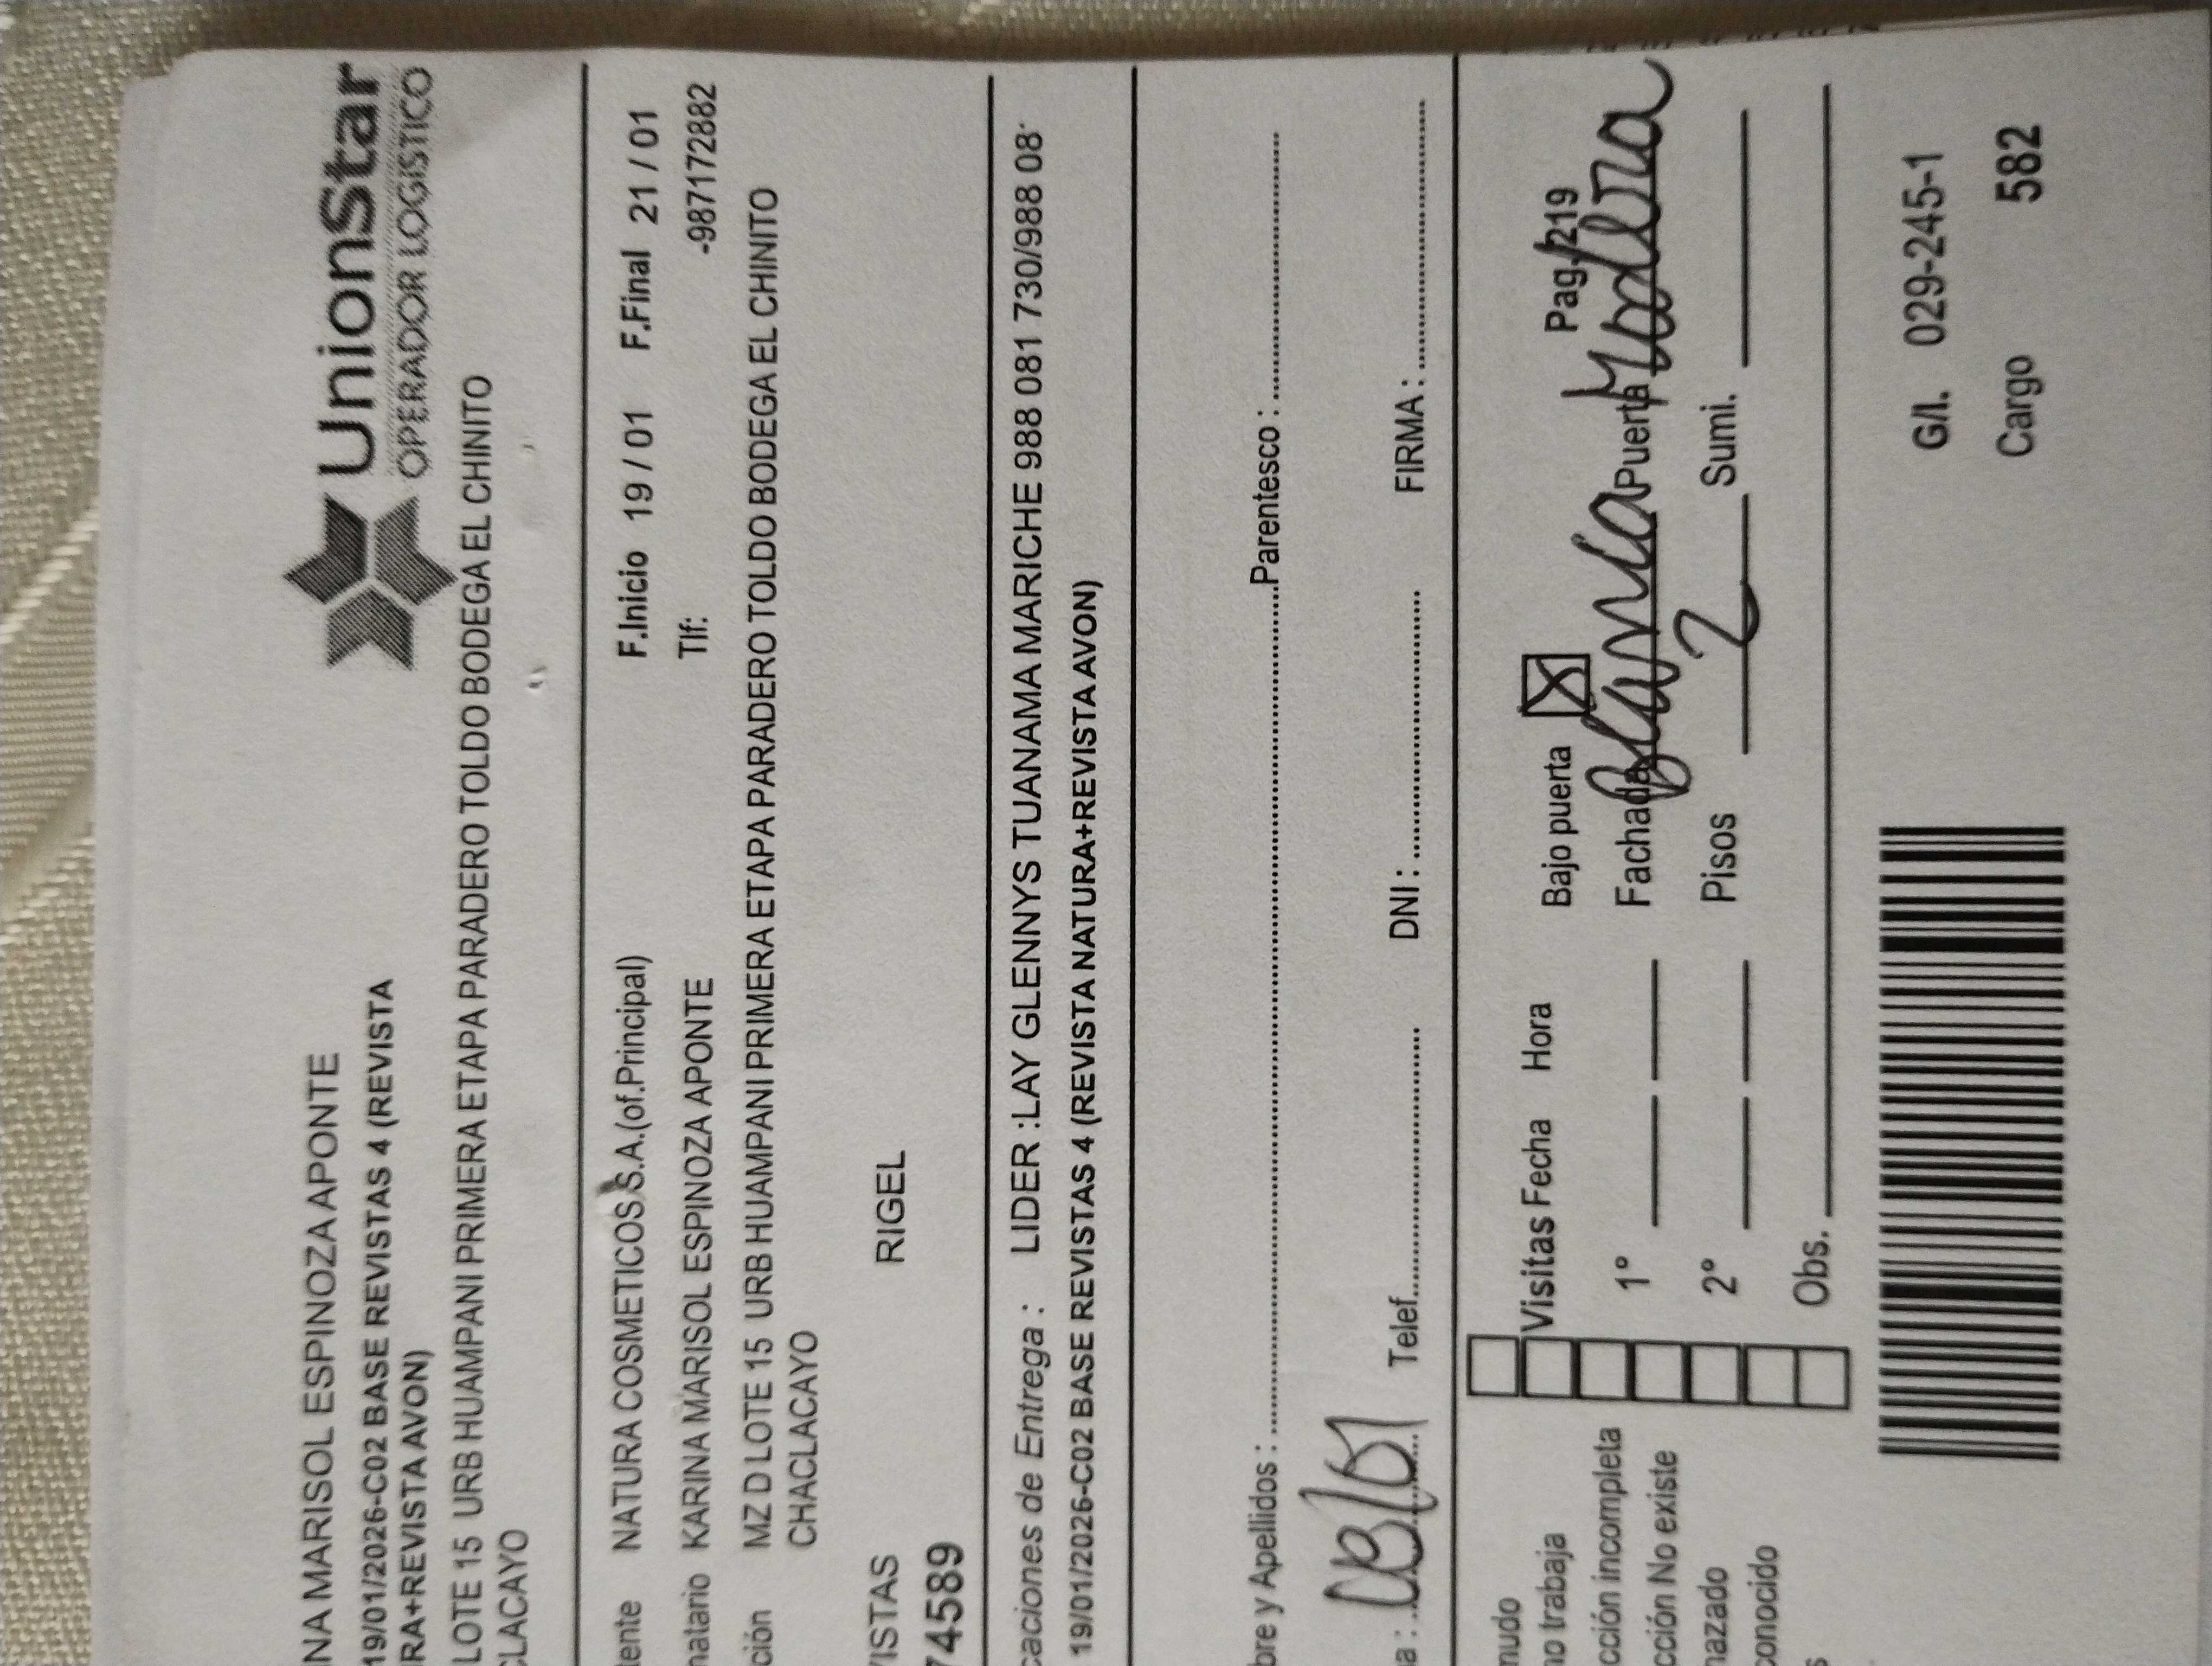 UnionStar
OPERADOR LOGISTICO
NA MARISOL ESPINOZA APONTE
19/01/2026-C02 BASE REVISTAS 4 (REVISTA
RA+REVISTA AVON)
LOTE 15 URB HUAMPANI PRIMERA ETAPA PARADERO TOLDO BODEGA EL CHINITO
CLACAYO
tente NATURA COSMETICOS S.A.(of.Principal) F.Inicio 19 / 01 F.Final 21 / 01
natario KARINA MARISOL ESPINOZA APONTE Tlf: -987172882
ción MZ D LOTE 15 URB HUAMPANI PRIMERA ETAPA PARADERO TOLDO BODEGA EL CHINITO
CHACLACAYO
VISTAS RIGEL
74589
caciones de Entrega : LIDER :LAY GLENNYS TUANAMA MARICHE 988 081 730/988 08
19/01/2026-C02 BASE REVISTAS 4 (REVISTA NATURA+REVISTA AVON)
bre y Apellidos : Parentesco :
a : Telef. DNI : FIRMA :
nudo
no trabaja
cción incompleta
cción No existe
hazado
conocido
Visitas Fecha Hora Bajo puerta X Pag./219
1° Fachada Blanca Puerta Madera
2° Pisos 2 Sumi.
Obs.
G/I. 029-245-1
Cargo 582